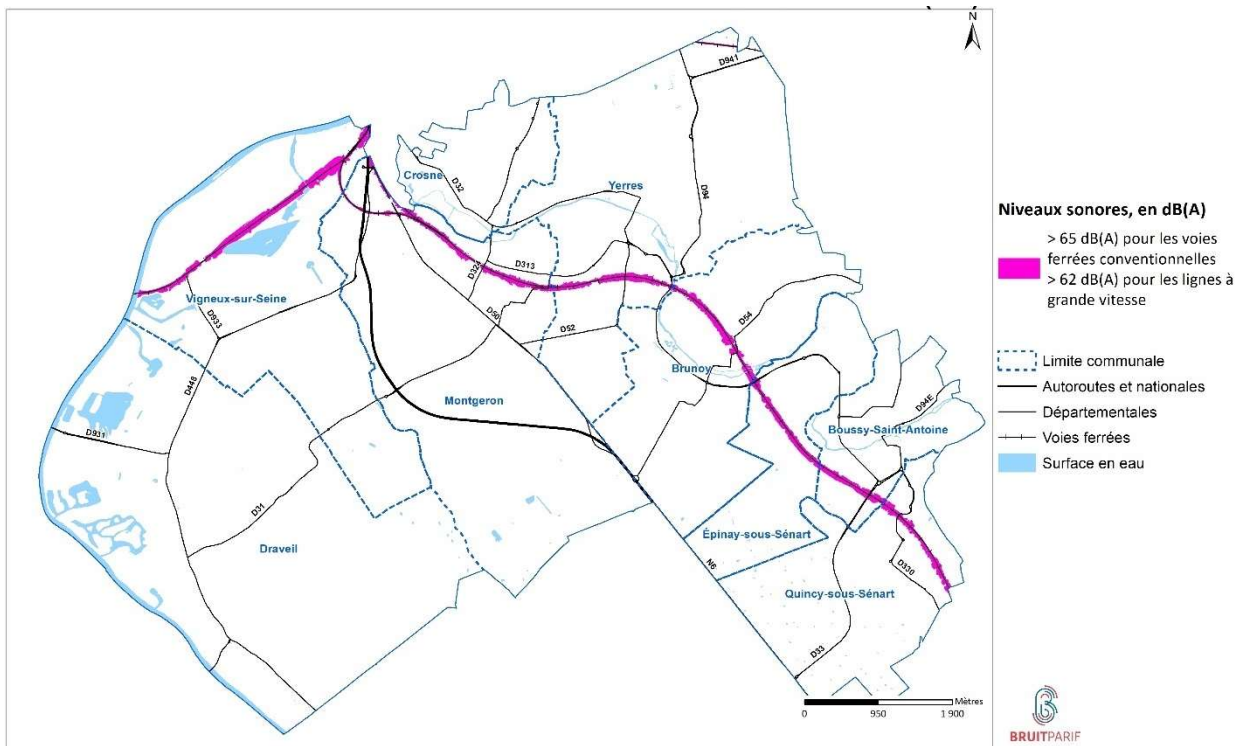 N
D941
Crosne
D32
Yerres
D94
D313
D324
Vigneux-sur-Seine
D933
D50
D52
D54
Brunoy
D448
Montgeron
D94E
D931
Boussy-Saint-Antoine
D31
Draveil
Épinay-sous-Sénart
N6
D330
Quincy-sous-Sénart
D33
Mètres
0 950 1 900
Niveaux sonores, en dB(A)
> 65 dB(A) pour les voies
ferrées conventionnelles
> 62 dB(A) pour les lignes à
grande vitesse
Limite communale
Autoroutes et nationales
Départementales
Voies ferrées
Surface en eau
BRUITPARIF